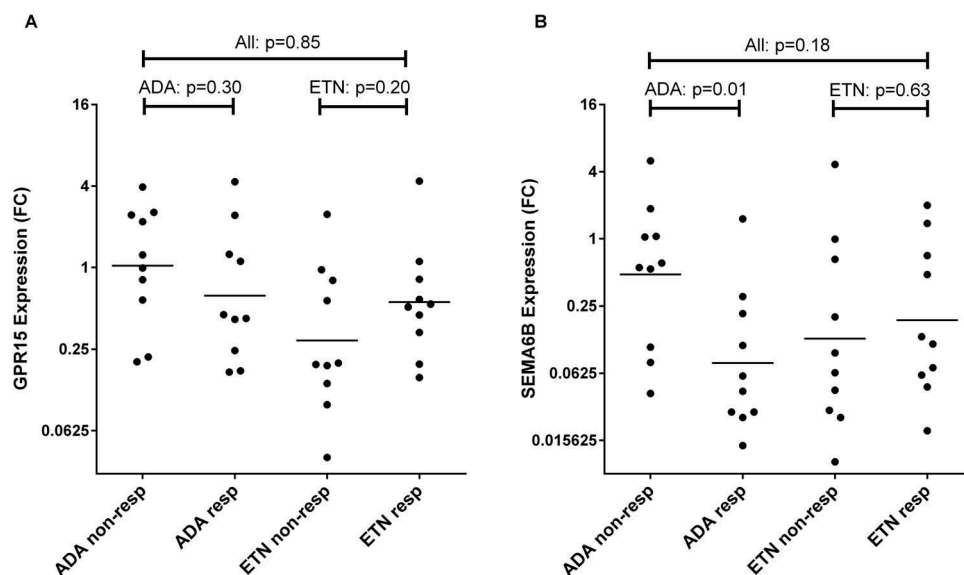 A
All: p=0.85
ADA: p=0.30
ETN: p=0.20
GPR15 Expression (FC)
16
4
1
0.25
0.0625
ADA non-resp
ADA resp
ETN non-resp
ETN resp
B
All: p=0.18
ADA: p=0.01
ETN: p=0.63
SEMA6B Expression (FC)
16
4
1
0.25
0.0625
0.015625
ADA non-resp
ADA resp
ETN non-resp
ETN resp